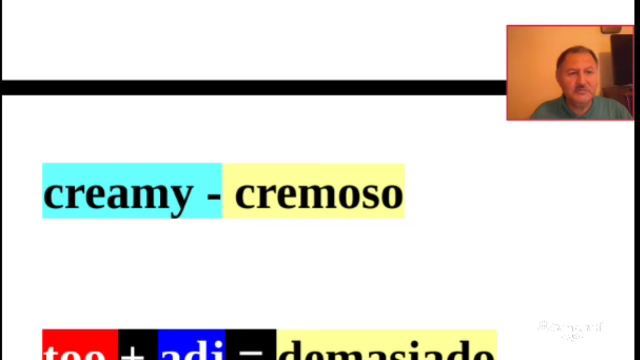 creamy - cremoso
too + adj = demasiado